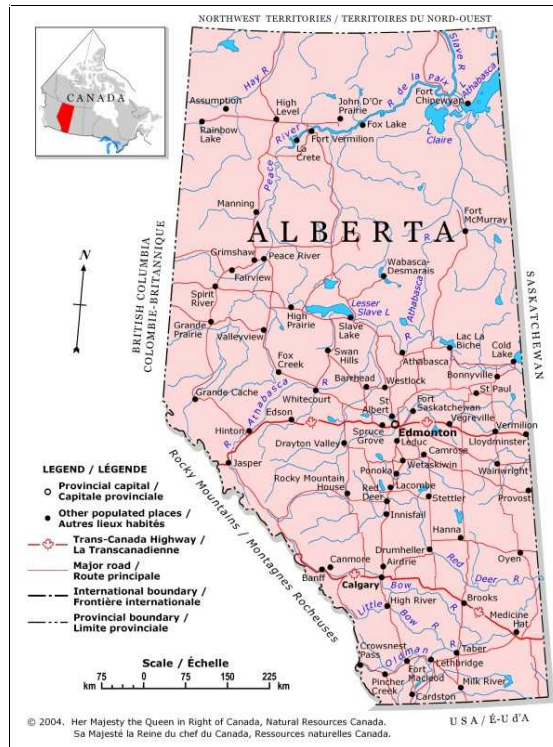 NORTHWEST TERRITORIES / TERRITOIRES DU NORD-OUEST
CANADA
Hay R
R de la Paix
Slave R
L Athabasca
Fort Chipewyan
Assumption
High Level
John D'Or Prairie
Rainbow Lake
Fox Lake
Fort Vermilion
La Crete
L Claire
Peace River
Manning
Fort McMurray
ALBERTA
N
BRITISH COLUMBIA
COLOMBIE-BRITANNIQUE
SASKATCHEWAN
Grimshaw
Peace River
Fairview
Wabasca-Desmarais
Athabasca R
Spirit River
Lesser Slave L
High Prairie
Slave Lake
Grande Prairie
Valleyview
Lac La Biche
Cold Lake
Swan Hills
Athabasca
Fox Creek
Bonnyville
Barrhead
Westlock
St Paul
Grande Cache
Whitecourt
R Athabasca R
Edson
St Albert
Fort Saskatchewan
Vegreville
Vermilion
Hinton
Spruce Grove
Edmonton
Lloydminster
Drayton Valley
Leduc
Camrose
Jasper
Wetaskiwin
Wainwright
Ponoka
Rocky Mountain House
Red Deer
Lacombe
Stettler
Provost
Innisfail
Rocky Mountains / Montagnes Rocheuses
Hanna
Drumheller
Oyen
Canmore
Airdrie
Red Deer R
Banff
Calgary
Bow R
High River
Brooks
Little Bow R
Medicine Hat
Crowsnest Pass
Oldman R
Taber
Fort Macleod
Lethbridge
Pincher Creek
Milk River
Cardston
LEGEND / LÉGENDE
Provincial capital /
Capitale provinciale
Other populated places /
Autres lieux habités
Trans-Canada Highway /
La Transcanadienne
Major road /
Route principale
International boundary /
Frontière internationale
Provincial boundary /
Limite provinciale
Scale / Échelle
75 0 75 150 225
km km
USA / É-U d'A
© 2004. Her Majesty the Queen in Right of Canada, Natural Resources Canada.
Sa Majesté la Reine du chef du Canada, Ressources naturelles Canada.